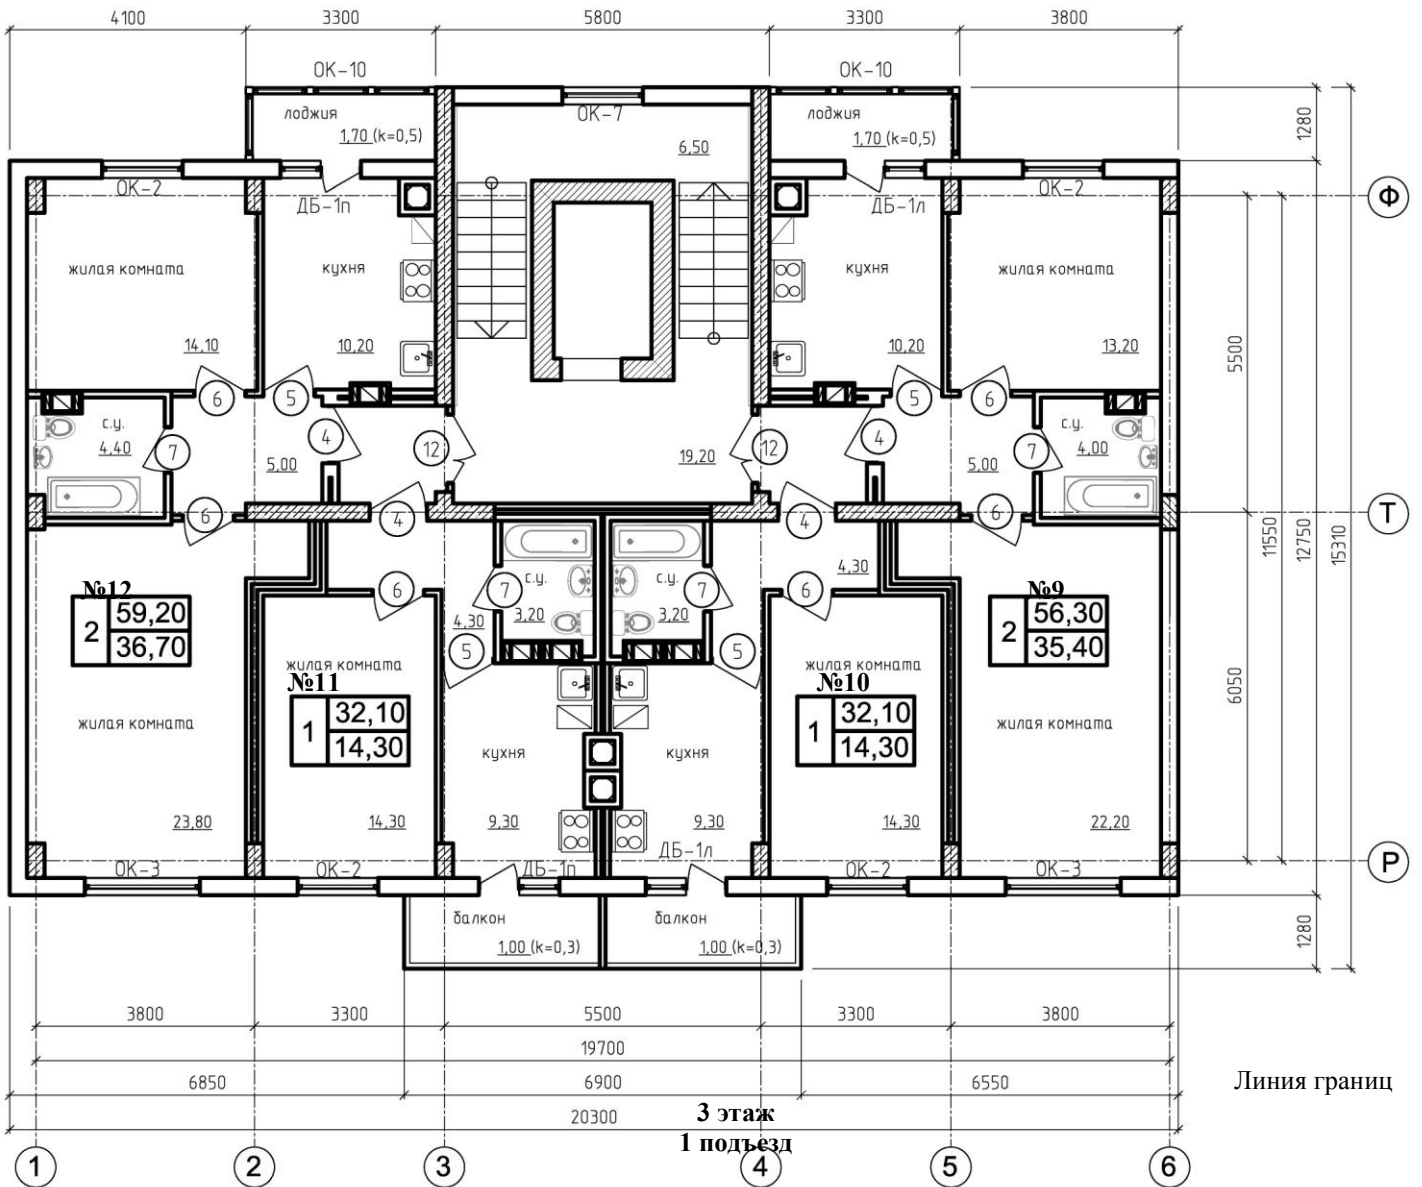 4100 3300 5800 3300 3800
ОК-10 ОК-10
лоджия лоджия
1,70 (k=0,5) ОК-7 1,70 (k=0,5)
6,50
1280
ОК-2 ОК-2
ДБ-1п ДБ-1л
Ф
жилая комната кухня кухня жилая комната
14,10 10,20 10,20 13,20
5500
6 5 5 6
с.у. с.у.
4,40 7 4 12 12 4 7 4,00
5,00 19,20 5,00
6 4 4 6
Т
11550 12750 15310
с.у. с.у.
7 7 4,30
6 6
4,30 3,20 3,20
№12 №9
2 59,20 2 56,30
36,70 35,40
5 5
жилая комната жилая комната
№11 №10
1 32,10 1 32,10
14,30 14,30
6050
жилая комната кухня кухня жилая комната
23,80 14,30 9,30 9,30 14,30 22,20
ОК-3 ОК-2 ДБ-1п ДБ-1л ОК-2 ОК-3
Р
балкон балкон
1,00 (k=0,3) 1,00 (k=0,3)
1280
3800 3300 5500 3300 3800
19700
6850 6900 6550
Линия границ
20300
3 этаж
1 подъезд
1 2 3 4 5 6